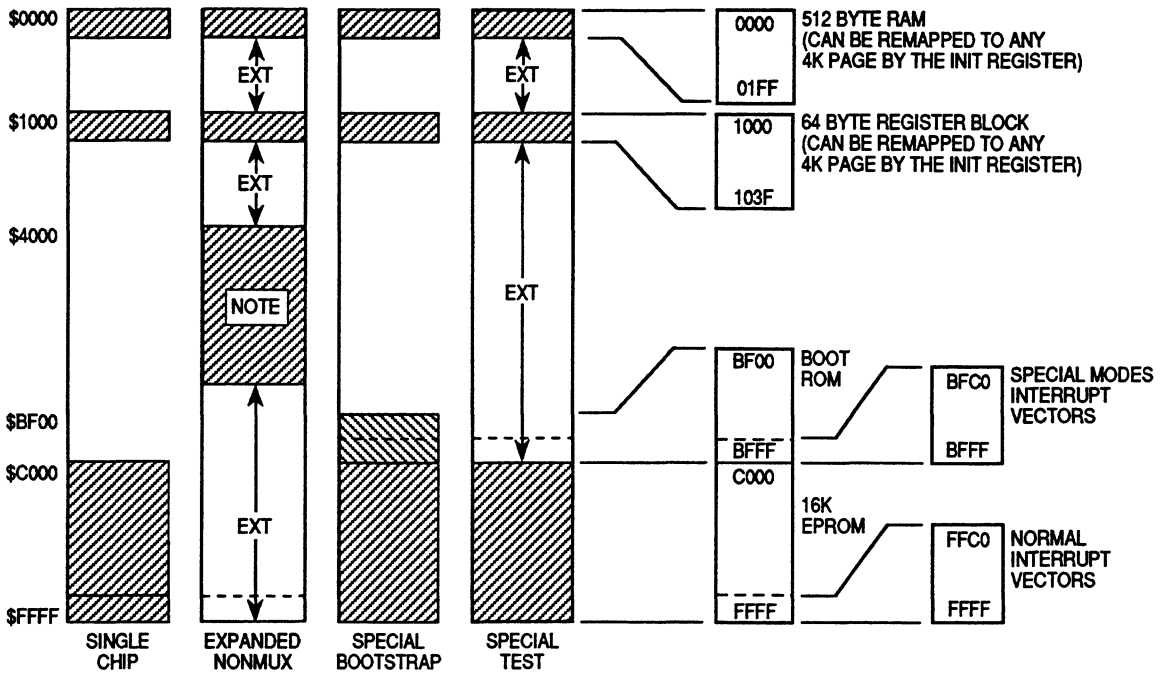 $0000
$1000
$4000
$BF00
$C000
$FFFF
EXT
EXT
NOTE
EXT
EXT
EXT
SINGLE
CHIP
EXPANDED
NONMUX
SPECIAL
BOOTSTRAP
SPECIAL
TEST
0000
01FF
512 BYTE RAM
(CAN BE REMAPPED TO ANY
4K PAGE BY THE INIT REGISTER)
1000
103F
64 BYTE REGISTER BLOCK
(CAN BE REMAPPED TO ANY
4K PAGE BY THE INIT REGISTER)
BF00
BFFF
BOOT
ROM
BFC0
BFFF
SPECIAL MODES
INTERRUPT
VECTORS
C000
FFFF
16K
EPROM
FFC0
FFFF
NORMAL
INTERRUPT
VECTORS